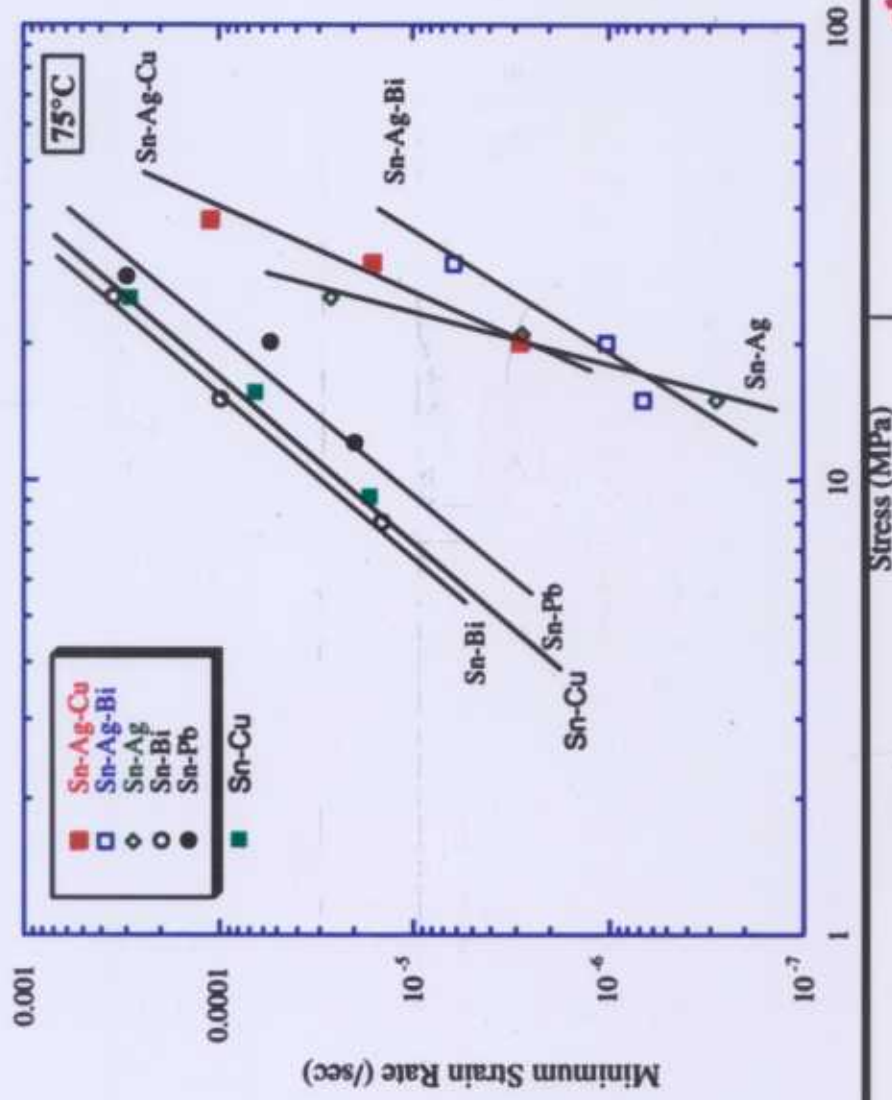 75°C
Sn-Ag-Cu
Sn-Ag-Bi
Sn-Ag
Sn-Bi
Sn-Pb
Sn-Cu
Sn-Ag-Cu
Sn-Ag-Bi
Sn-Ag
Sn-Bi
Sn-Pb
Sn-Cu
Minimum Strain Rate (/sec)
0.001
0.0001
10-5
10-6
10-7
1
10
100
Stress (MPa)